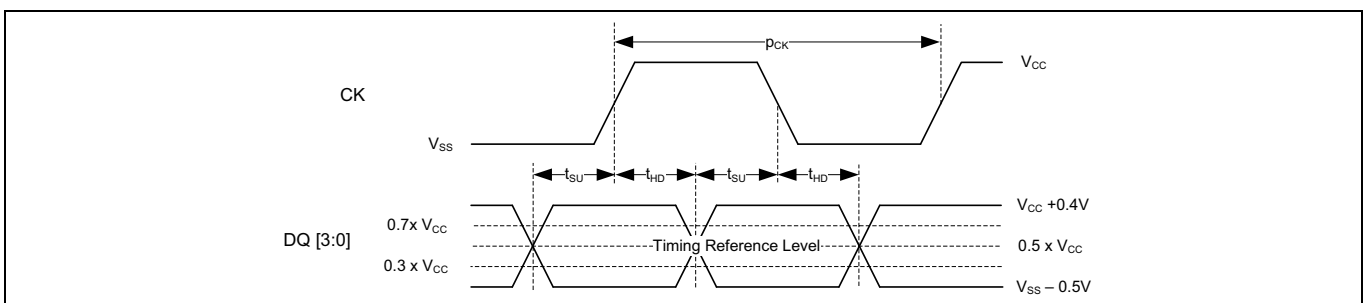 pCK
CK
VCC
VSS
tSU
tHD
tSU
tHD
VCC +0.4V
0.7x VCC
DQ [3:0]
Timing Reference Level
0.5 x VCC
0.3 x VCC
VSS – 0.5V